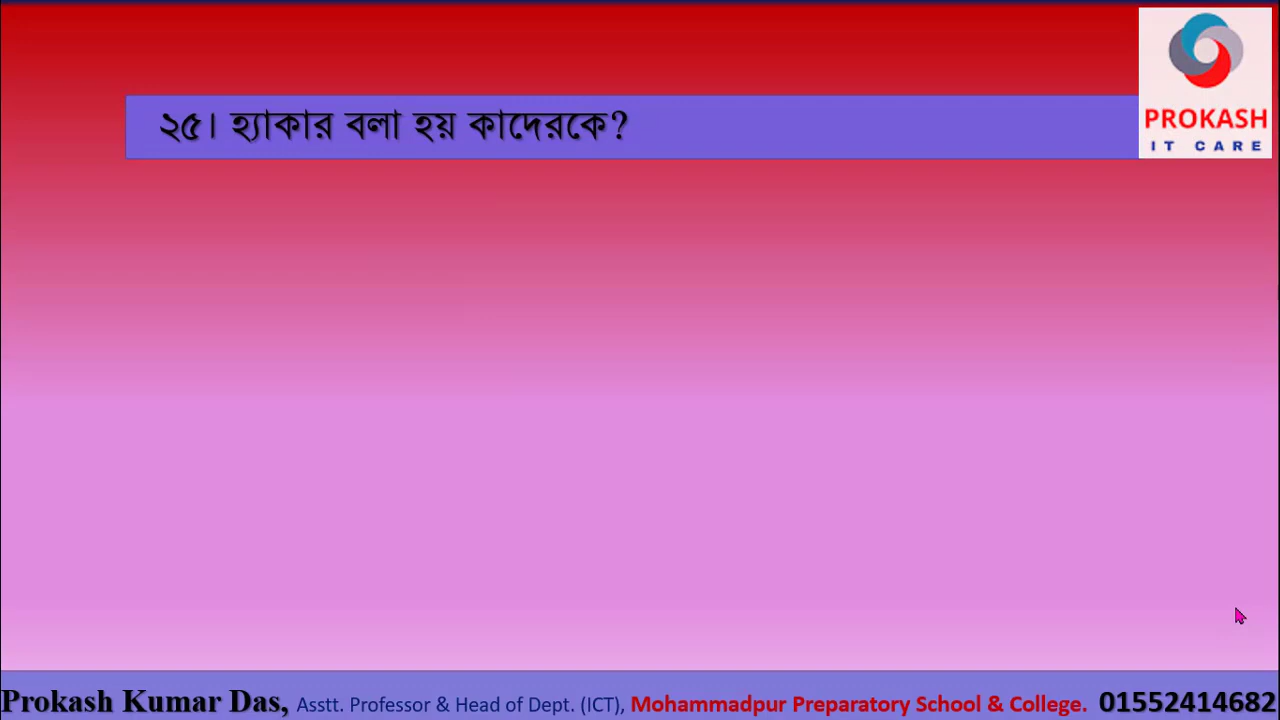 ২৫। হ্যাকার বলা হয় কাদেরকে?
PROKASH
IT CARE
Prokash Kumar Das, Asstt. Professor & Head of Dept. (ICT), Mohammadpur Preparatory School & College. 01552414682